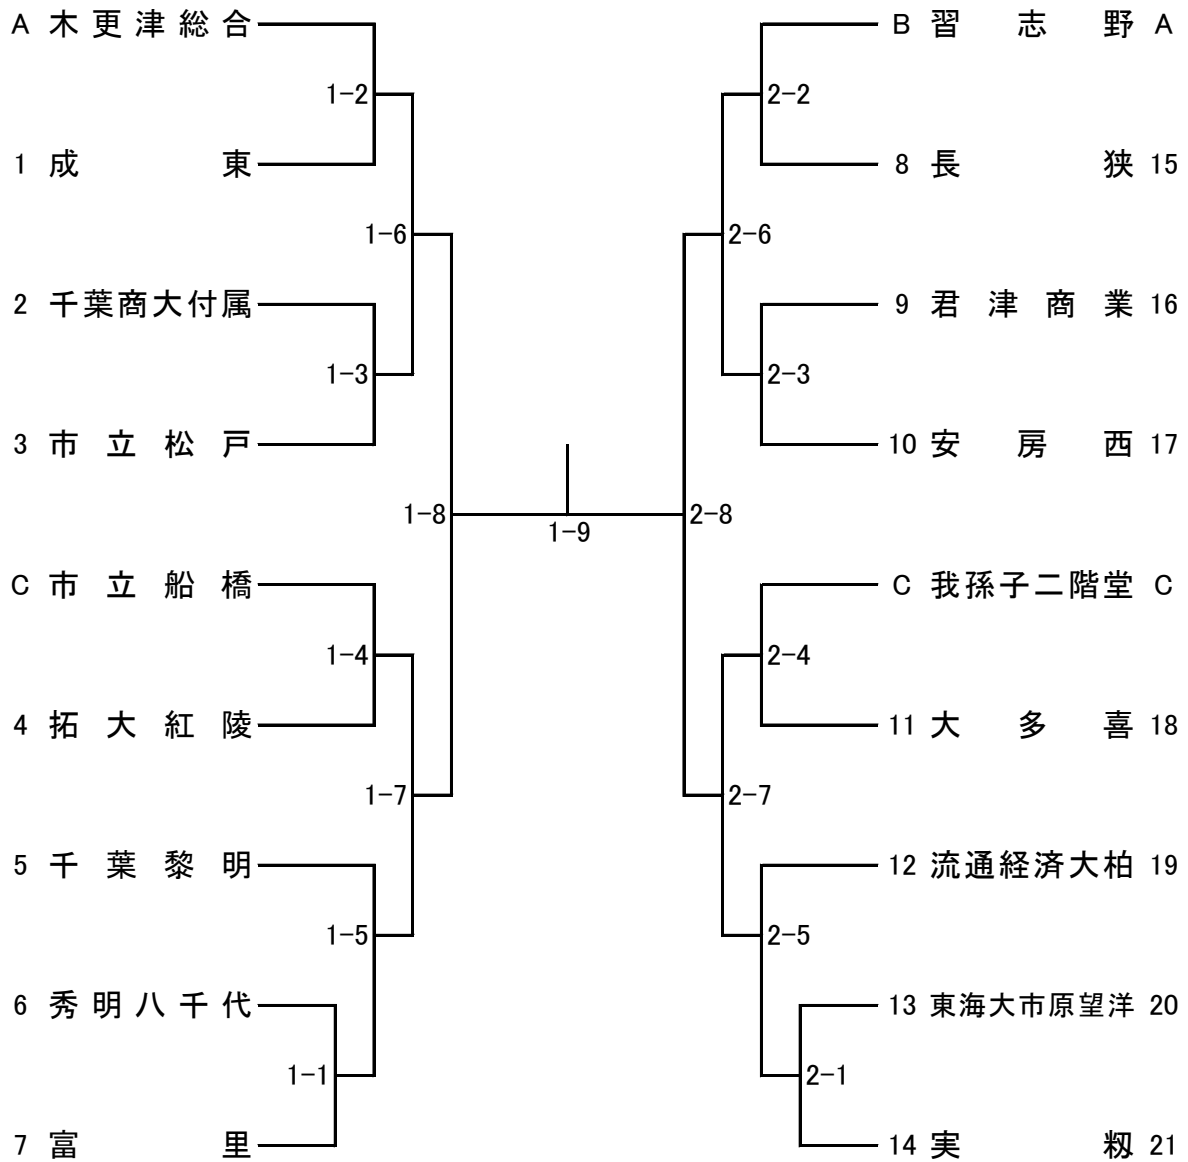 A 木更津総合 B 習志野 A
1-2 2-2
1 成東 8 長狭 15
1-6 2-6
2 千葉商大付属 9 君津商業 16
1-3 2-3
3 市立松戸 10 安房西 17
1-8 2-8
1-9
C 市立船橋 C 我孫子二階堂 C
1-4 2-4
4 拓大紅陵 11 大多喜 18
1-7 2-7
5 千葉黎明 12 流通経済大柏 19
1-5 2-5
6 秀明八千代 13 東海大市原望洋 20
1-1 2-1
7 富里 14 実籾 21